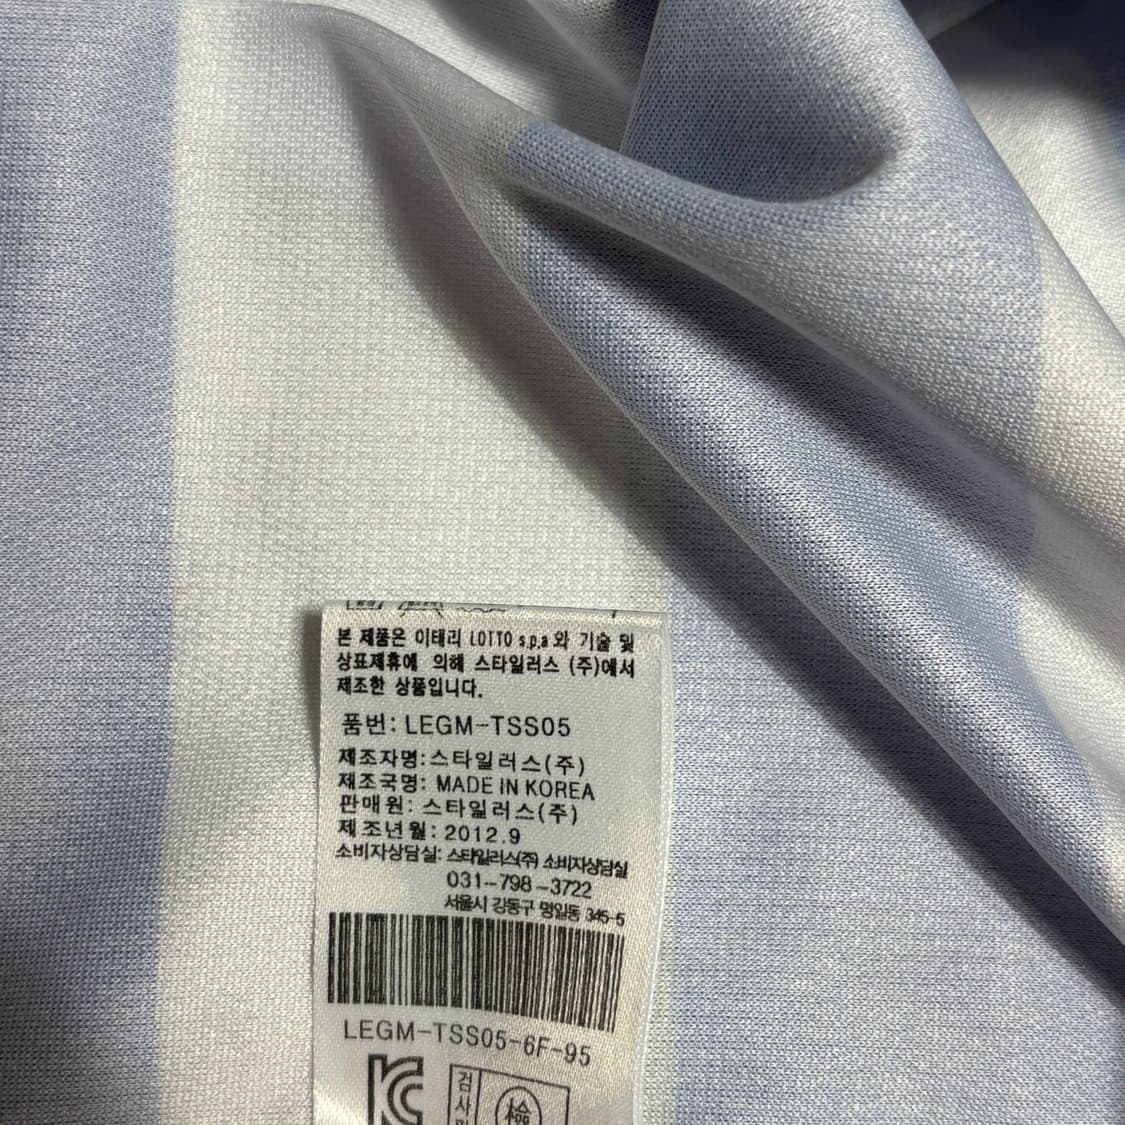 본 제품은 이태리 LOTTO s.p.a 와 기술 및
상표제휴에 의해 스타일러스 (주)에서
제조한 상품입니다.
품번: LEGM-TSS05
제조자명:스타일러스(주)
제조국명: MADE IN KOREA
판매원: 스타일러스(주)
제조년월: 2012.9
소비자상담실: 스타일러스(주) 소비자상담실
031-798-3722
서울시 강동구 명일동 345-5
LEGM-TSS05-6F-95
KC
검사
檢